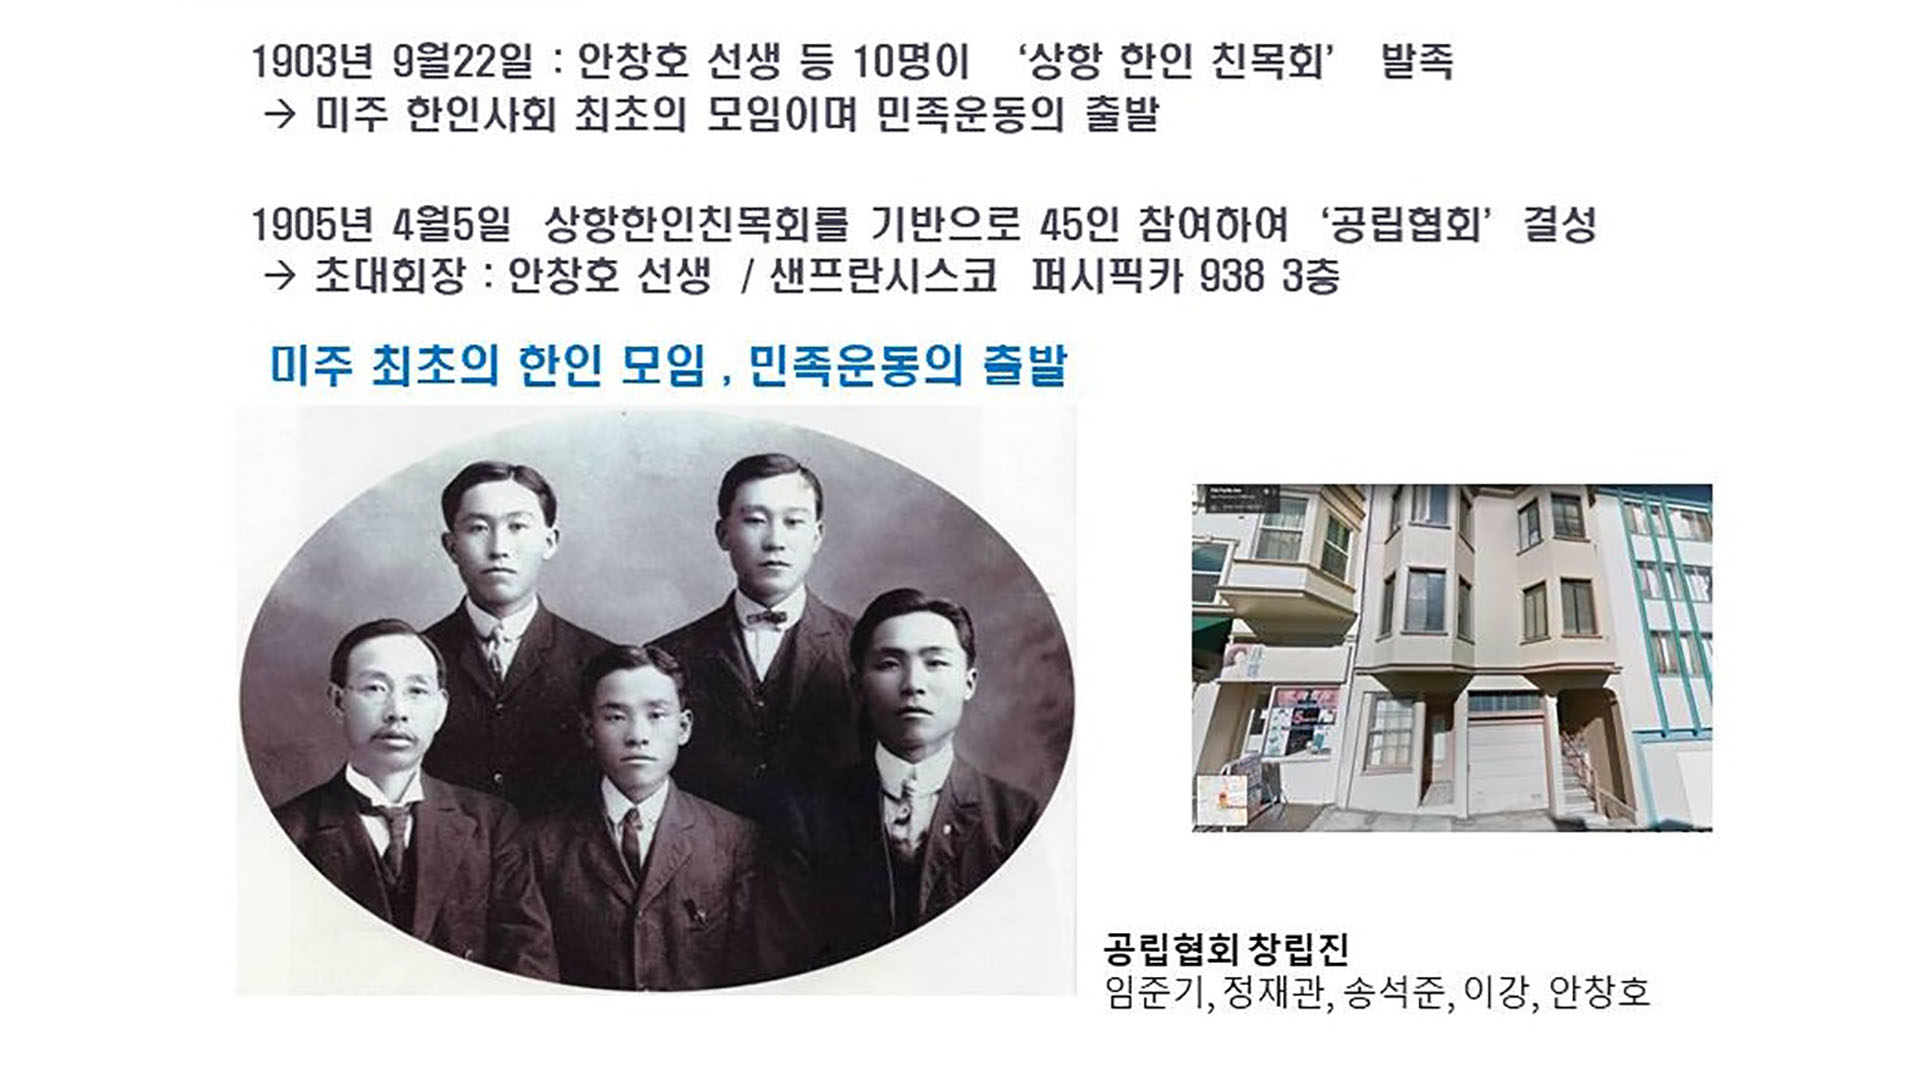 1903년 9월22일 : 안창호 선생 등 10명이 ‘상항 한인 친목회’ 발족
→ 미주 한인사회 최초의 모임이며 민족운동의 출발
1905년 4월5일 상항한인친목회를 기반으로 45인 참여하여 ‘공립협회’ 결성
→ 초대회장 : 안창호 선생 / 샌프란시스코 퍼시픽카 938 3층
미주 최초의 한인 모임 , 민족운동의 출발
공립협회 창립진
임준기, 정재관, 송석준, 이강, 안창호